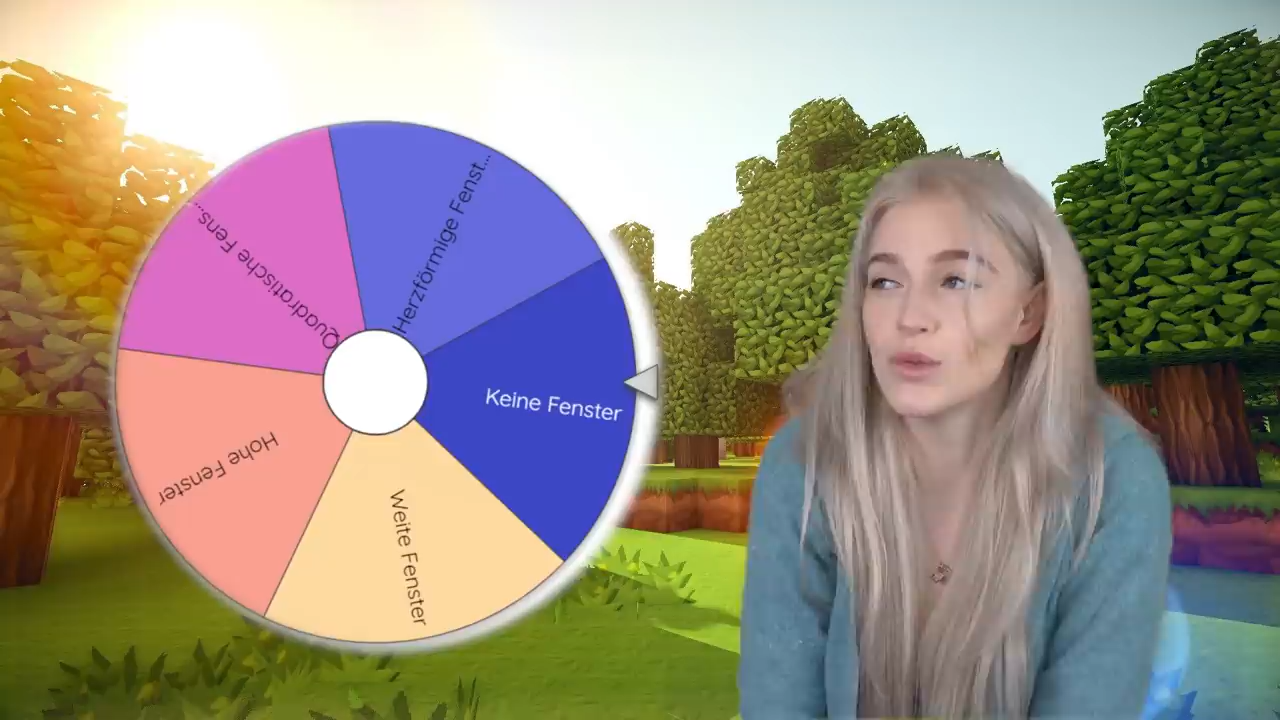 Herzförmige Fenst...
Quadratische Fens...
Keine Fenster
Hohe Fenster
Weite Fenster